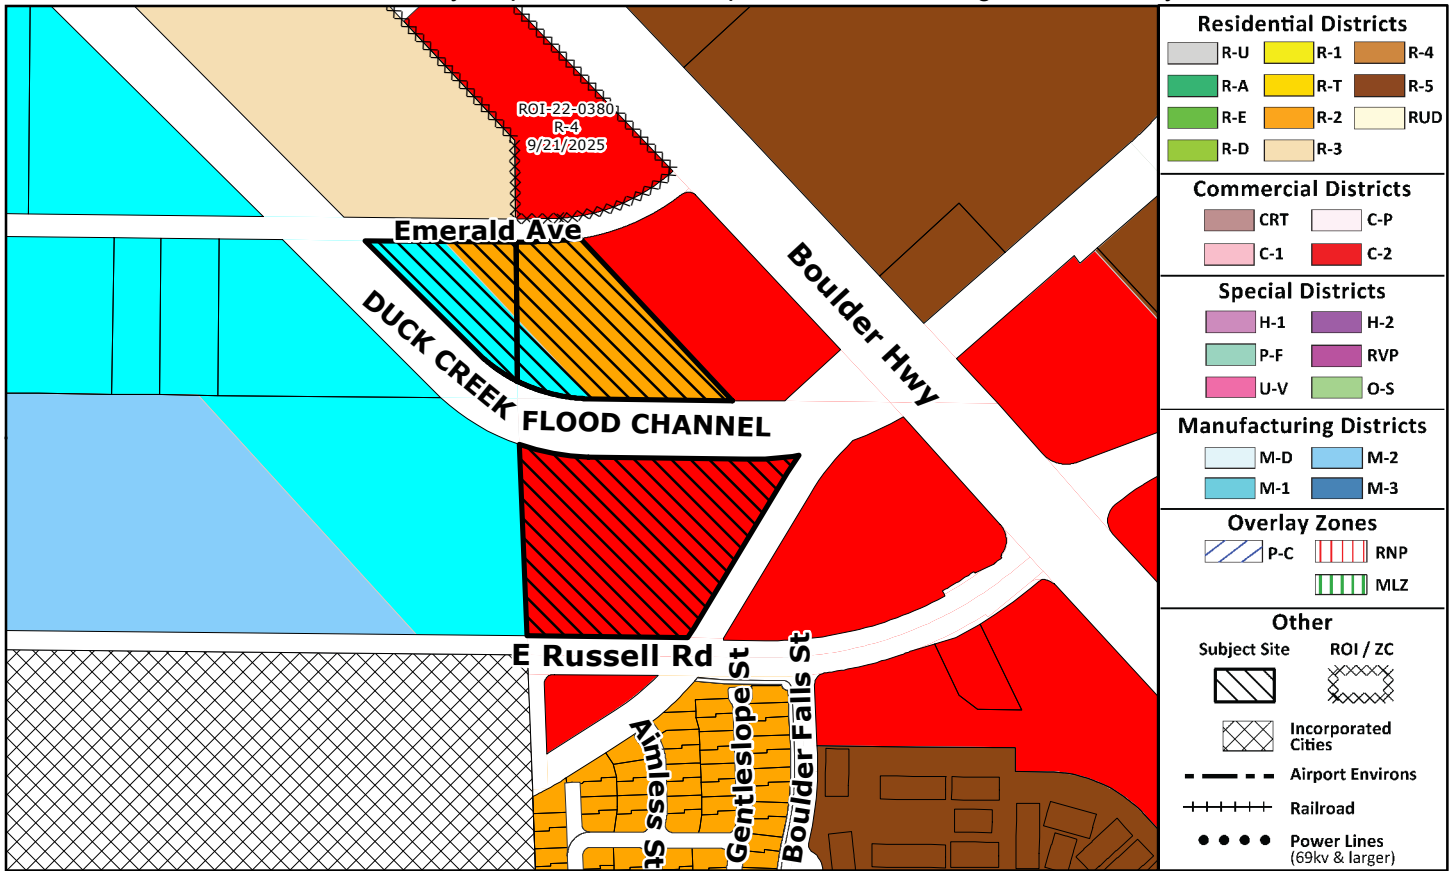 ROI-22-0380
R-4
9/21/2025
Emerald Ave
Boulder Hwy
DUCK CREEK FLOOD CHANNEL
E Russell Rd
Aimless St
Gentleslope St
Boulder Falls St
Residential Districts
R-U R-1 R-4
R-A R-T R-5
R-E R-2 RUD
R-D R-3
Commercial Districts
CRT C-P
C-1 C-2
Special Districts
H-1 H-2
P-F RVP
U-V O-S
Manufacturing Districts
M-D M-2
M-1 M-3
Overlay Zones
P-C RNP
MLZ
Other
Subject Site ROI / ZC
Incorporated
Cities
Airport Environs
Railroad
Power Lines
(69kv & larger)